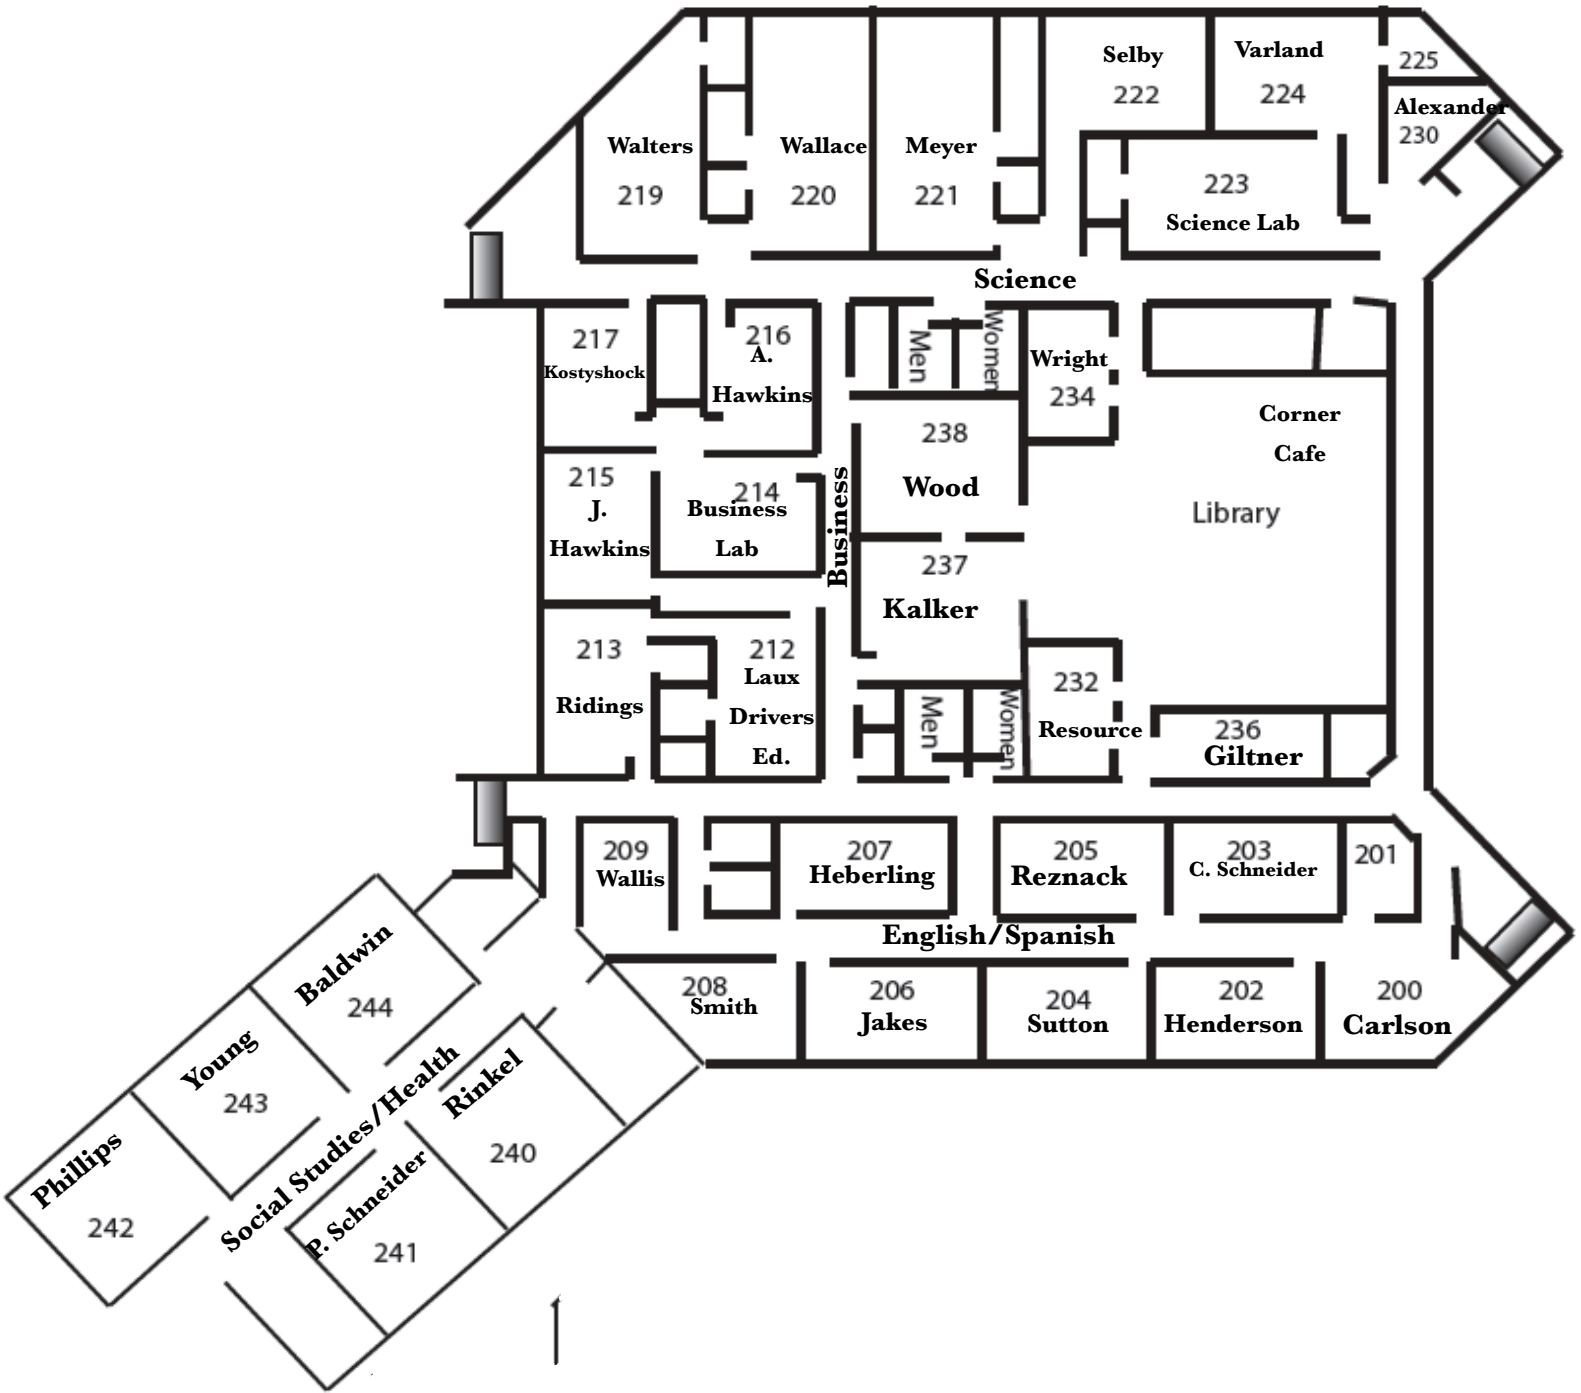 Selby
222
Varland
224
225
Alexander
230
Walters
219
Wallace
220
Meyer
221
223
Science Lab
Science
217
Kostyshock
216
A.
Hawkins
Men
Women
Wright
234
Corner
Cafe
238
Wood
215
J.
Hawkins
214
Business
Lab
Business
Library
237
Kalker
213
Ridings
212
Laux
Drivers
Ed.
Men
Women
232
Resource
236
Giltner
209
Wallis
207
Heberling
205
Reznack
203
C. Schneider
201
English/Spanish
208
Smith
206
Jakes
204
Sutton
202
Henderson
200
Carlson
Baldwin
244
Young
243
Phillips
242
Social Studies/Health
Rinkel
240
P. Schneider
241